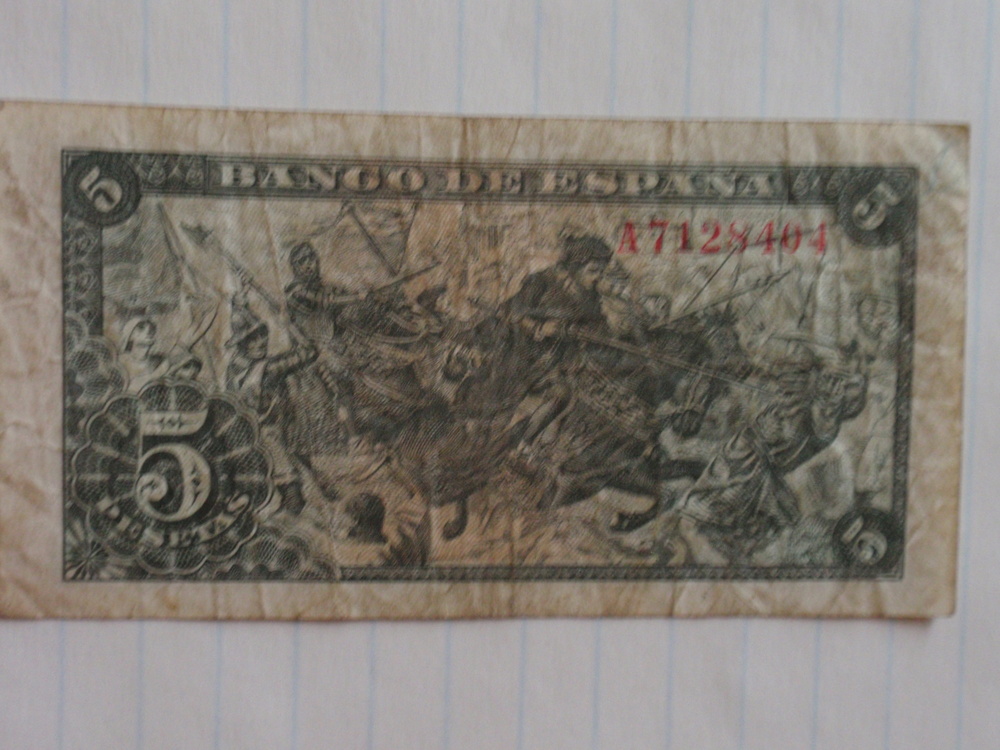 5 BANCO DE ESPAÑA 5
A7128404
5
PESETAS
5